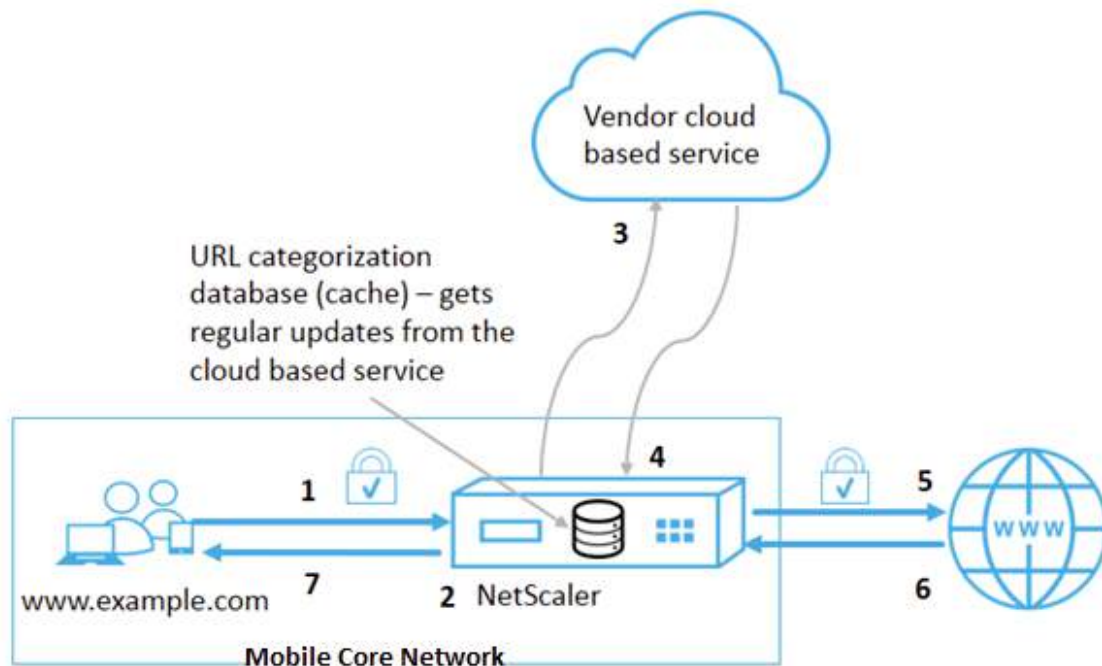 Vendor cloud
based service
3
URL categorization
database (cache) – gets
regular updates from the
cloud based service
4
1
5
WWW
7
2 NetScaler
6
www.example.com
Mobile Core Network